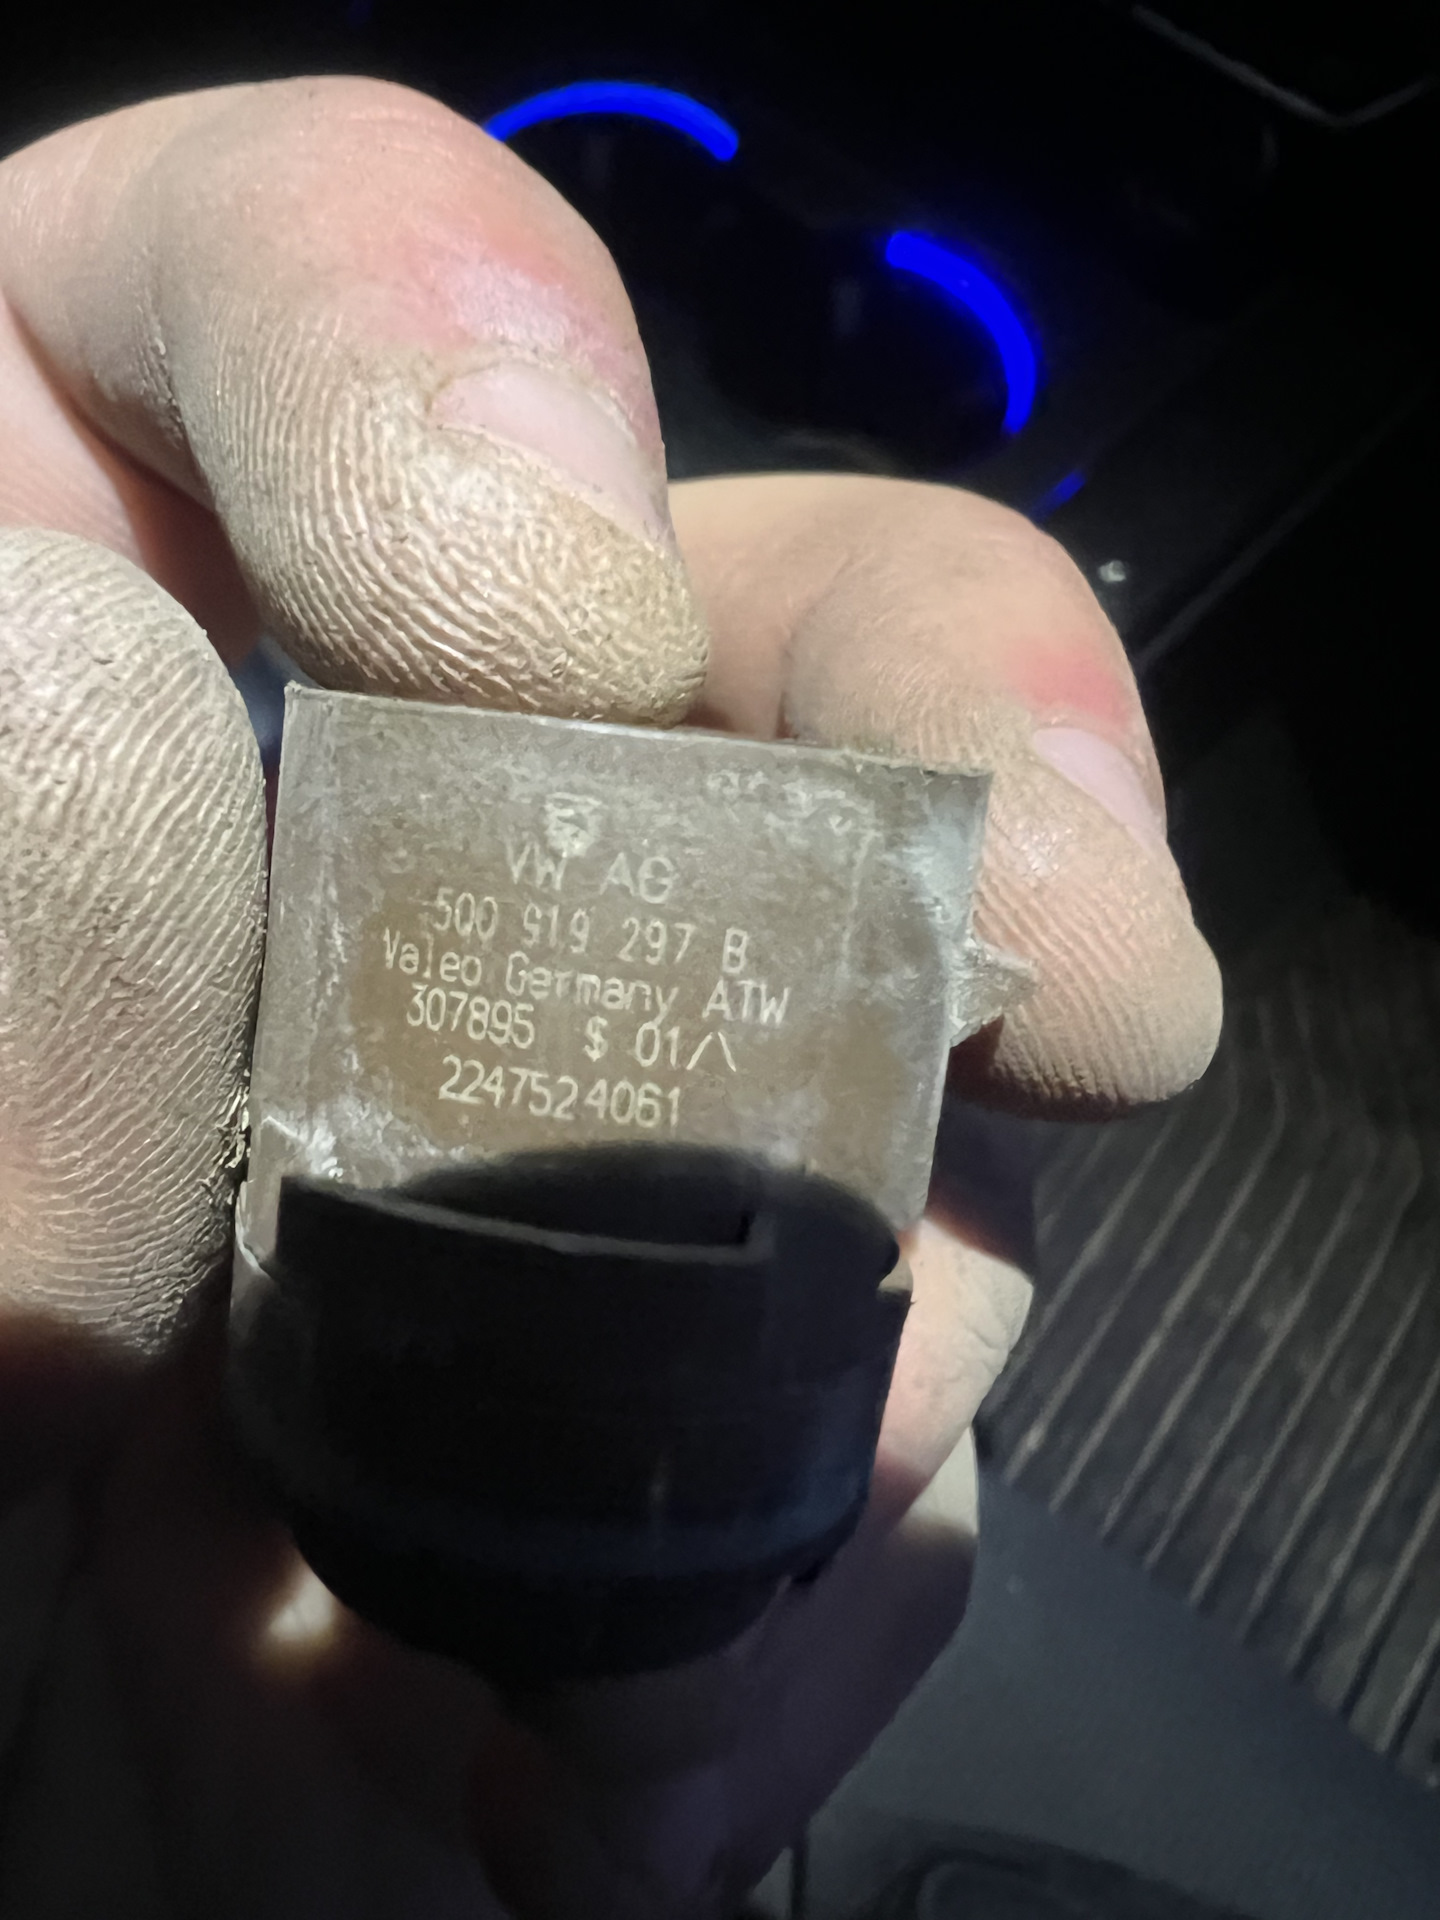 VW AG
5Q0 919 297 B
Valeo Germany ATW
307895 S 01/\
2247524061